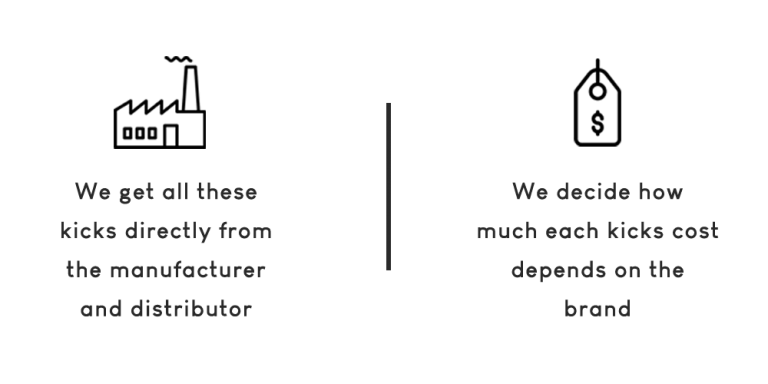 We get all these
kicks directly from
the manufacturer
and distributor
$
We decide how
much each kicks cost
depends on the
brand